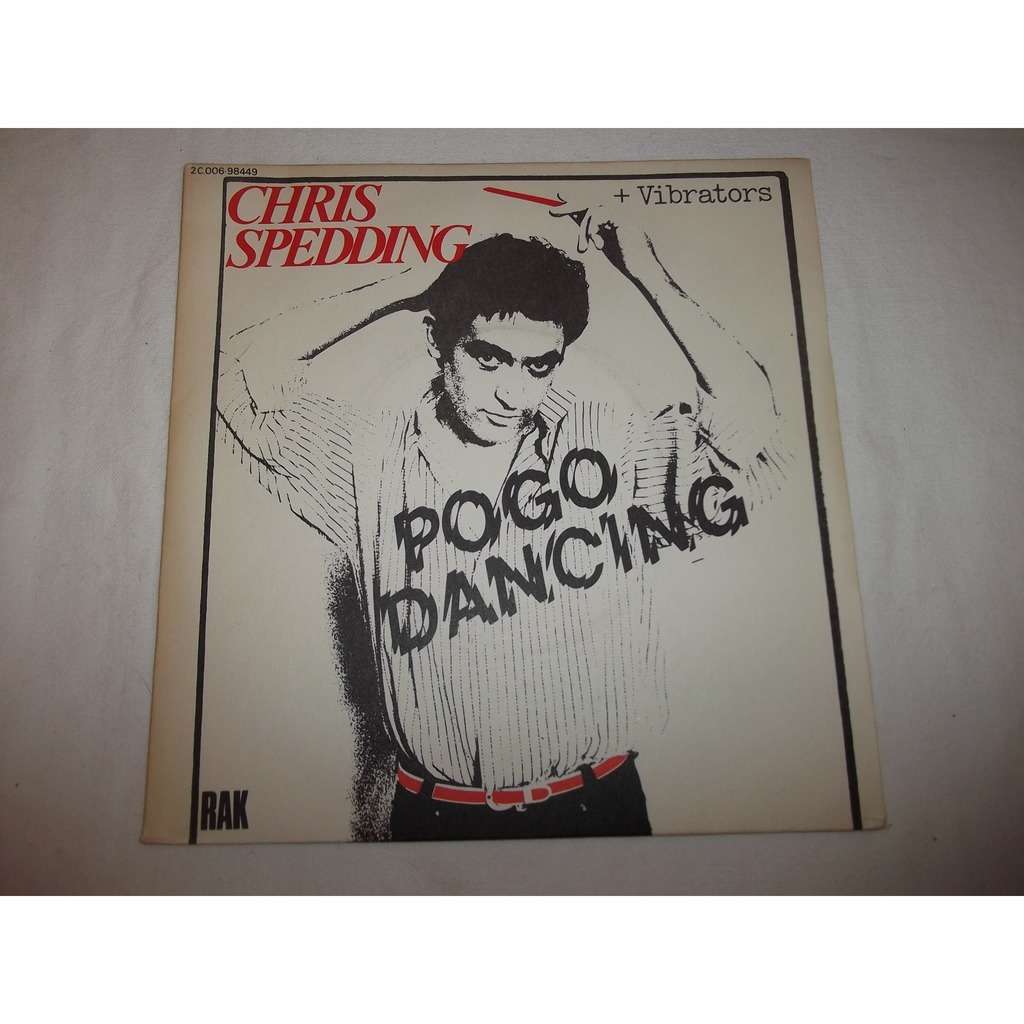 2C.006-98449
CHRIS
SPEDDING
+ Vibrators
POGO
DANCING
RAK